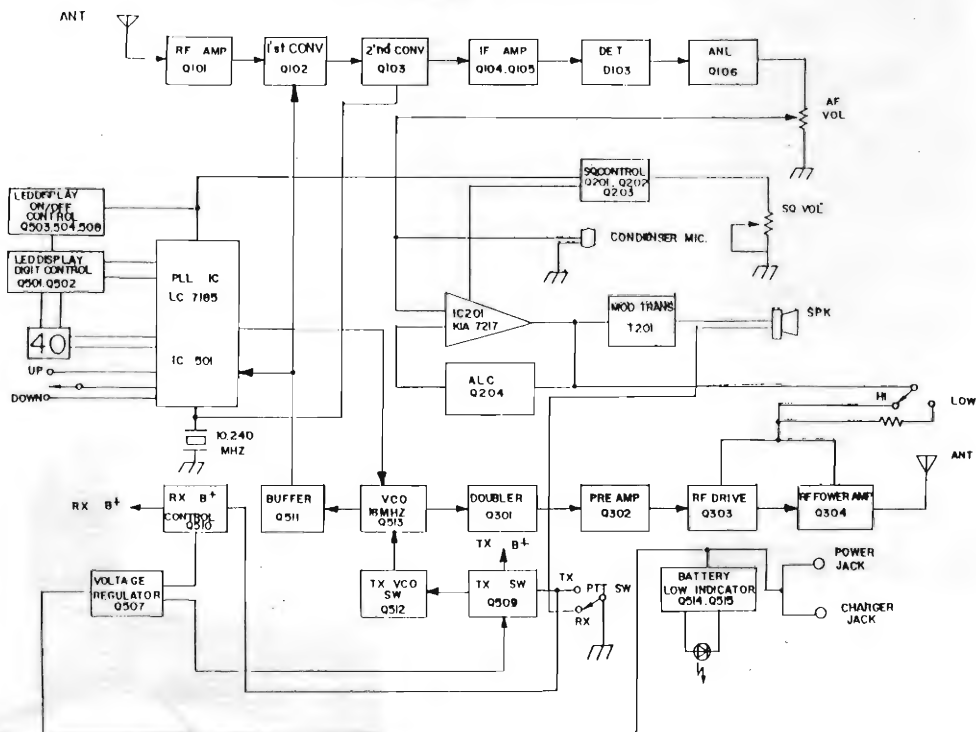 ANT
RF AMP
Q101
1'st CONV
Q102
2'nd CONV
Q103
IF AMP
Q104.Q105
DET
D103
ANL
Q106
AF
VOL
LED DISPLAY
ON/OFF
CONTROL
Q503,504,508
SQCONTROL
Q201, Q202
Q203
SQ VOL
CONDENSER MIC.
LED DISPLAY
DIGIT CONTROL
Q501.Q502
PLL IC
LC 7185
IC 501
40
UP
DOWN
IC201
KIA 7217
MOD TRANS
T201
SPK
ALC
Q204
HI
LOW
10.240
MHZ
ANT
RX B+
RX B+
CONTROL
Q510
BUFFER
Q511
VCO
18MHZ
Q513
DOUBLER
Q301
PRE AMP
Q302
RF DRIVE
Q303
RF POWER AMP
Q304
TX B+
VOLTAGE
REGULATOR
Q507
TX VCO
SW
Q512
TX SW
Q509
TX
PTT SW
RX
BATTERY
LOW INDICATOR
Q514.Q515
POWER
JACK
CHARGER
JACK